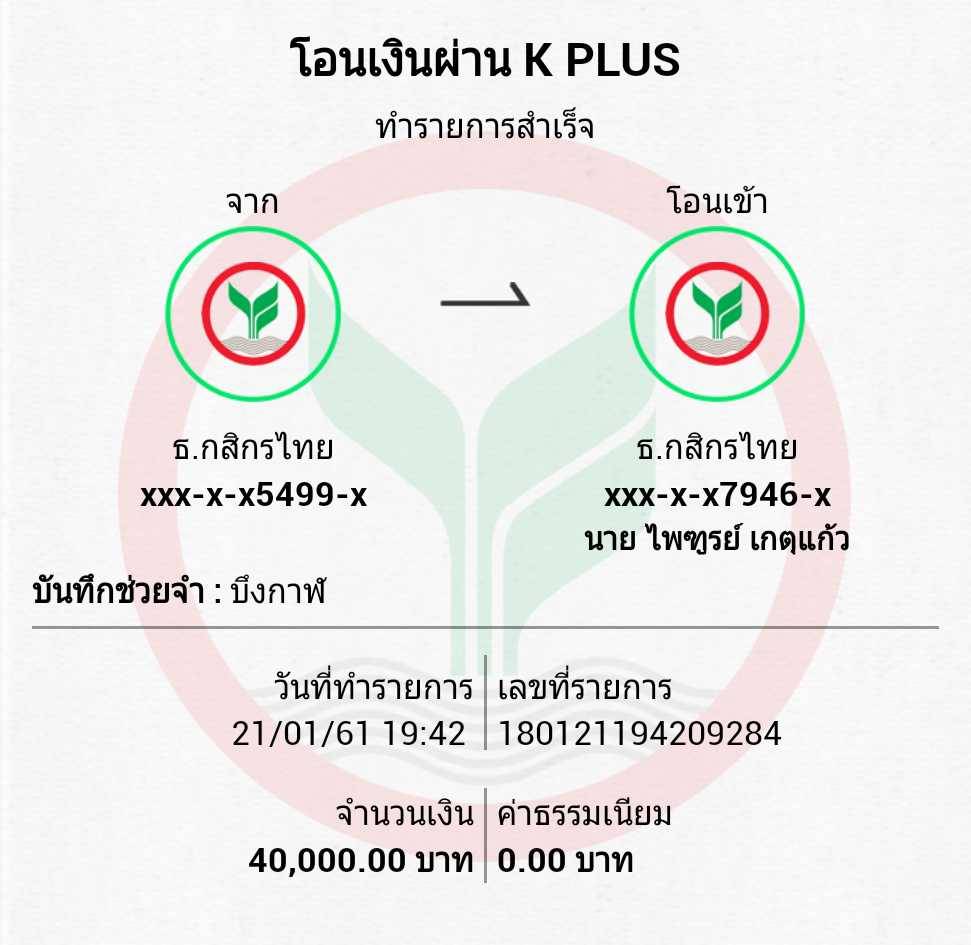 โอนเงินผ่าน K PLUS
ทำรายการสำเร็จ
จาก
โอนเข้า
ธ.กสิกรไทย
xxx-x-x5499-x
ธ.กสิกรไทย
xxx-x-x7946-x
นาย ไพฑูรย์ เกตุแก้ว
บันทึกช่วยจำ : บึงกาฬ
วันที่ทำรายการ
21/01/61 19:42
เลขที่รายการ
180121194209284
จำนวนเงิน
40,000.00 บาท
ค่าธรรมเนียม
0.00 บาท